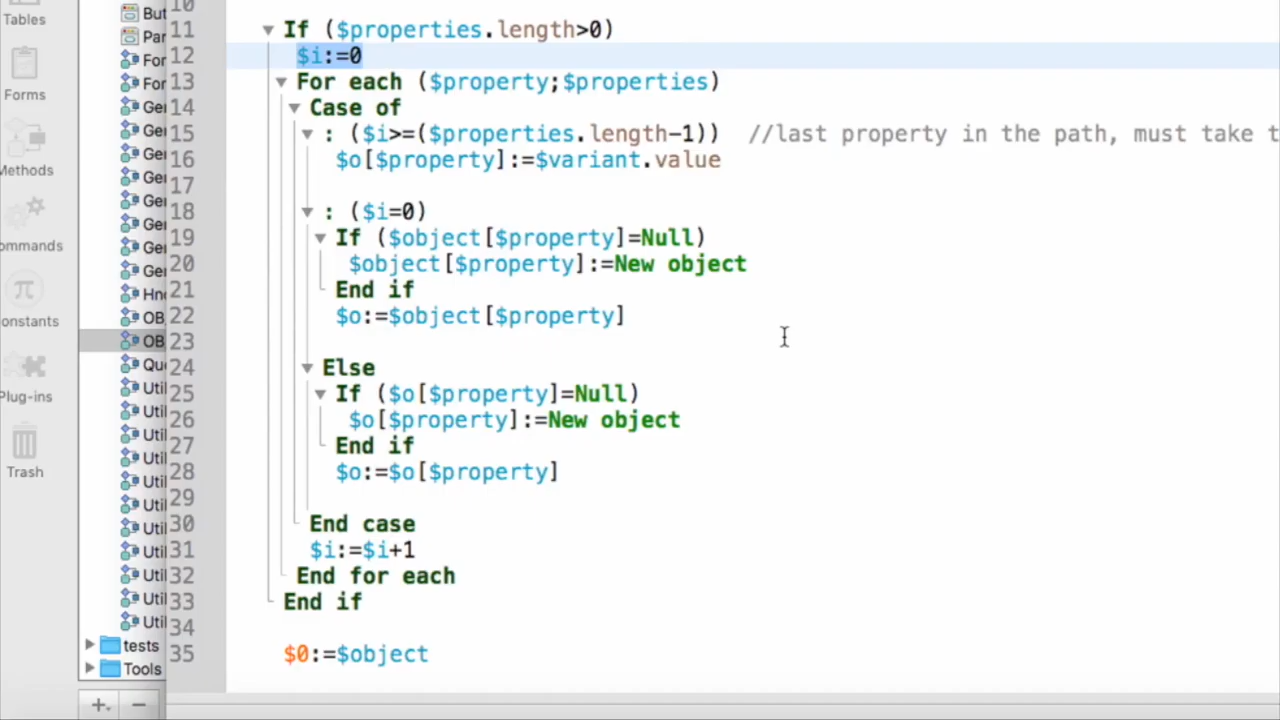 Tables
Forms
Methods
Commands
Constants
Plug-ins
Trash
But
Par
For
For
Ger
Ger
Ger
Ger
Ger
Ger
Ger
Ger
Hno
OB
OB
Que
Util
Util
Util
Util
Util
Util
Util
Util
Util
Util
Util
tests
Tools
10
11 If ($properties.length>0)
12 $i:=0
13 For each ($property;$properties)
14 Case of
15 : ($i>=($properties.length-1)) //last property in the path, must take t
16 $o[$property]:=$variant.value
17
18 : ($i=0)
19 If ($object[$property]=Null)
20 $object[$property]:=New object
21 End if
22 $o:=$object[$property]
23
24 Else
25 If ($o[$property]=Null)
26 $o[$property]:=New object
27 End if
28 $o:=$o[$property]
29
30 End case
31 $i:=$i+1
32 End for each
33 End if
34
35 $0:=$object